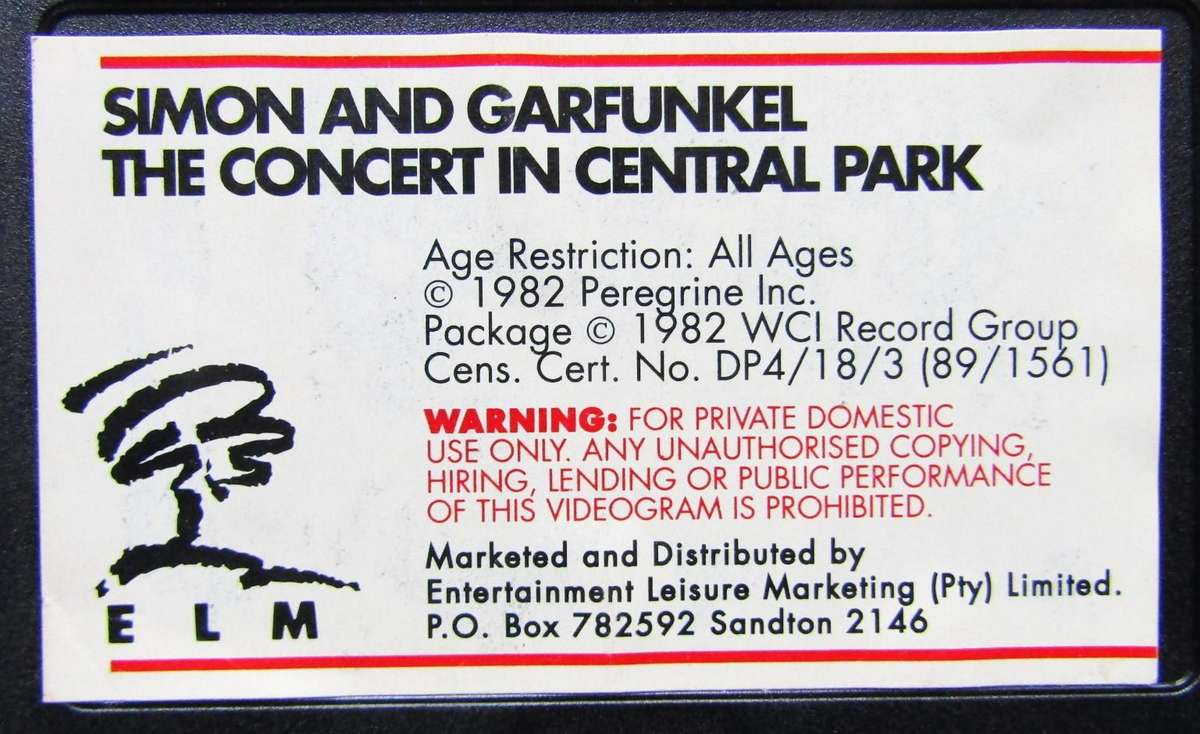 SIMON AND GARFUNKEL
THE CONCERT IN CENTRAL PARK
Age Restriction: All Ages
© 1982 Peregrine Inc.
Package © 1982 WCI Record Group
Cens. Cert. No. DP4/18/3 (89/1561)
WARNING: FOR PRIVATE DOMESTIC
USE ONLY. ANY UNAUTHORISED COPYING,
HIRING, LENDING OR PUBLIC PERFORMANCE
OF THIS VIDEOGRAM IS PROHIBITED.
Marketed and Distributed by
Entertainment Leisure Marketing (Pty) Limited.
P.O. Box 782592 Sandton 2146
ELM